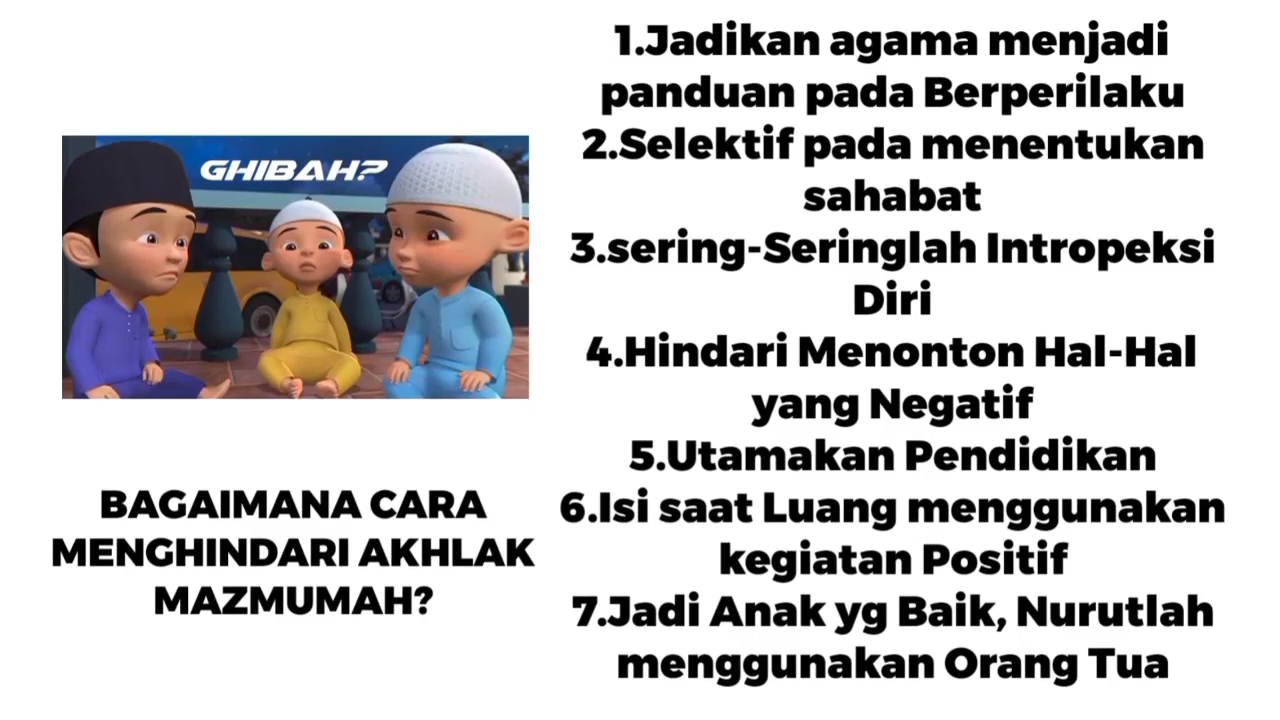 GHIBAH?
BAGAIMANA CARA
MENGHINDARI AKHLAK
MAZMUMAH?
1.Jadikan agama menjadi
panduan pada Berperilaku
2.Selektif pada menentukan
sahabat
3.sering-Seringlah Intropeksi
Diri
4.Hindari Menonton Hal-Hal
yang Negatif
5.Utamakan Pendidikan
6.Isi saat Luang menggunakan
kegiatan Positif
7.Jadi Anak yg Baik, Nurutlah
menggunakan Orang Tua